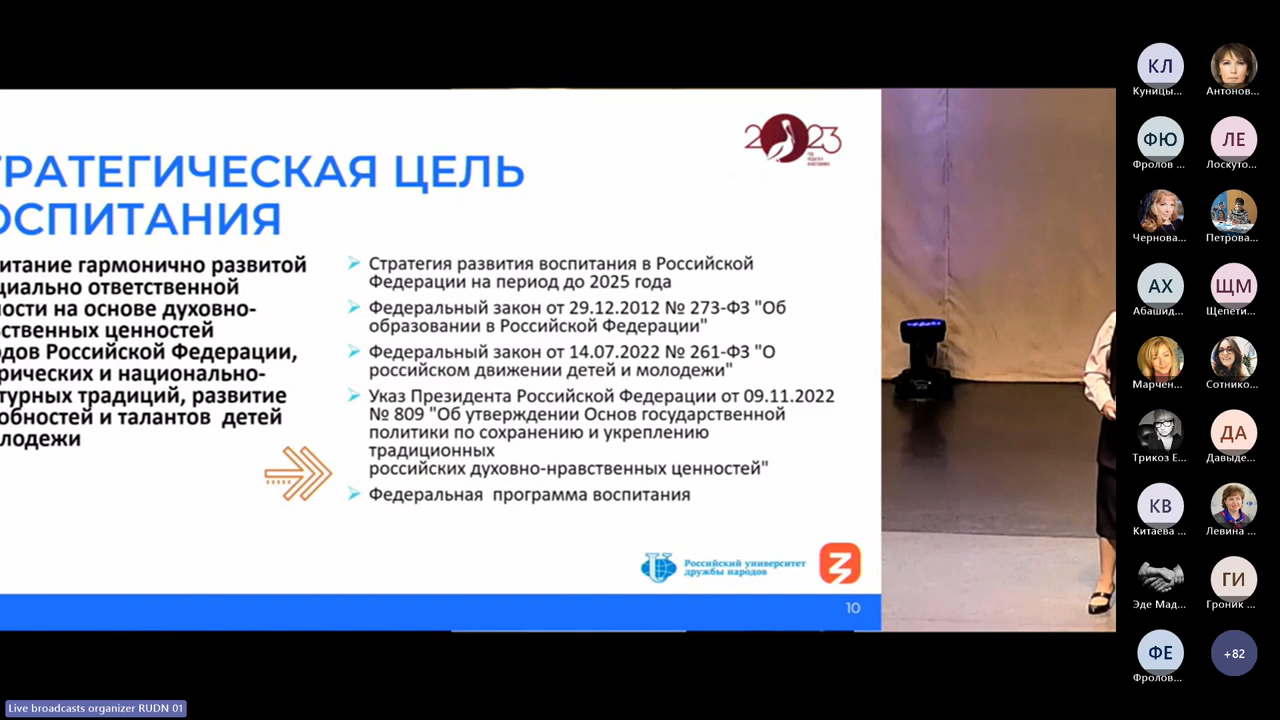 2023
ТРАТЕГИЧЕСКАЯ ЦЕЛЬ
ОСПИТАНИЯ
итание гармонично развитой
циально ответственной
ности на основе духовно-
вственных ценностей
одов Российской Федерации,
орических и национально-
турных традиций, развитие
обностей и талантов детей
олодежи
Стратегия развития воспитания в Российской
Федерации на период до 2025 года
Федеральный закон от 29.12.2012 № 273-ФЗ "Об
образовании в Российской Федерации"
Федеральный закон от 14.07.2022 № 261-ФЗ "О
российском движении детей и молодежи"
Указ Президента Российской Федерации от 09.11.2022
№ 809 "Об утверждении Основ государственной
политики по сохранению и укреплению
традиционных
российских духовно-нравственных ценностей"
Федеральная программа воспитания
Российский университет
дружбы народов
10
КЛ
Куницы...
Антонов...
ФЮ
Фролов ...
ЛЕ
Лоскуто...
Чернова...
Петрова...
АХ
Абашид...
ЩМ
Щепети...
Марчен...
Сотнико...
Трикоз Е...
ДА
Давыде...
КВ
Китаева ...
Левина ...
Эде Мад...
ГИ
Гроник ...
ФЕ
Фролов...
+82
Live broadcasts organizer RUDN 01